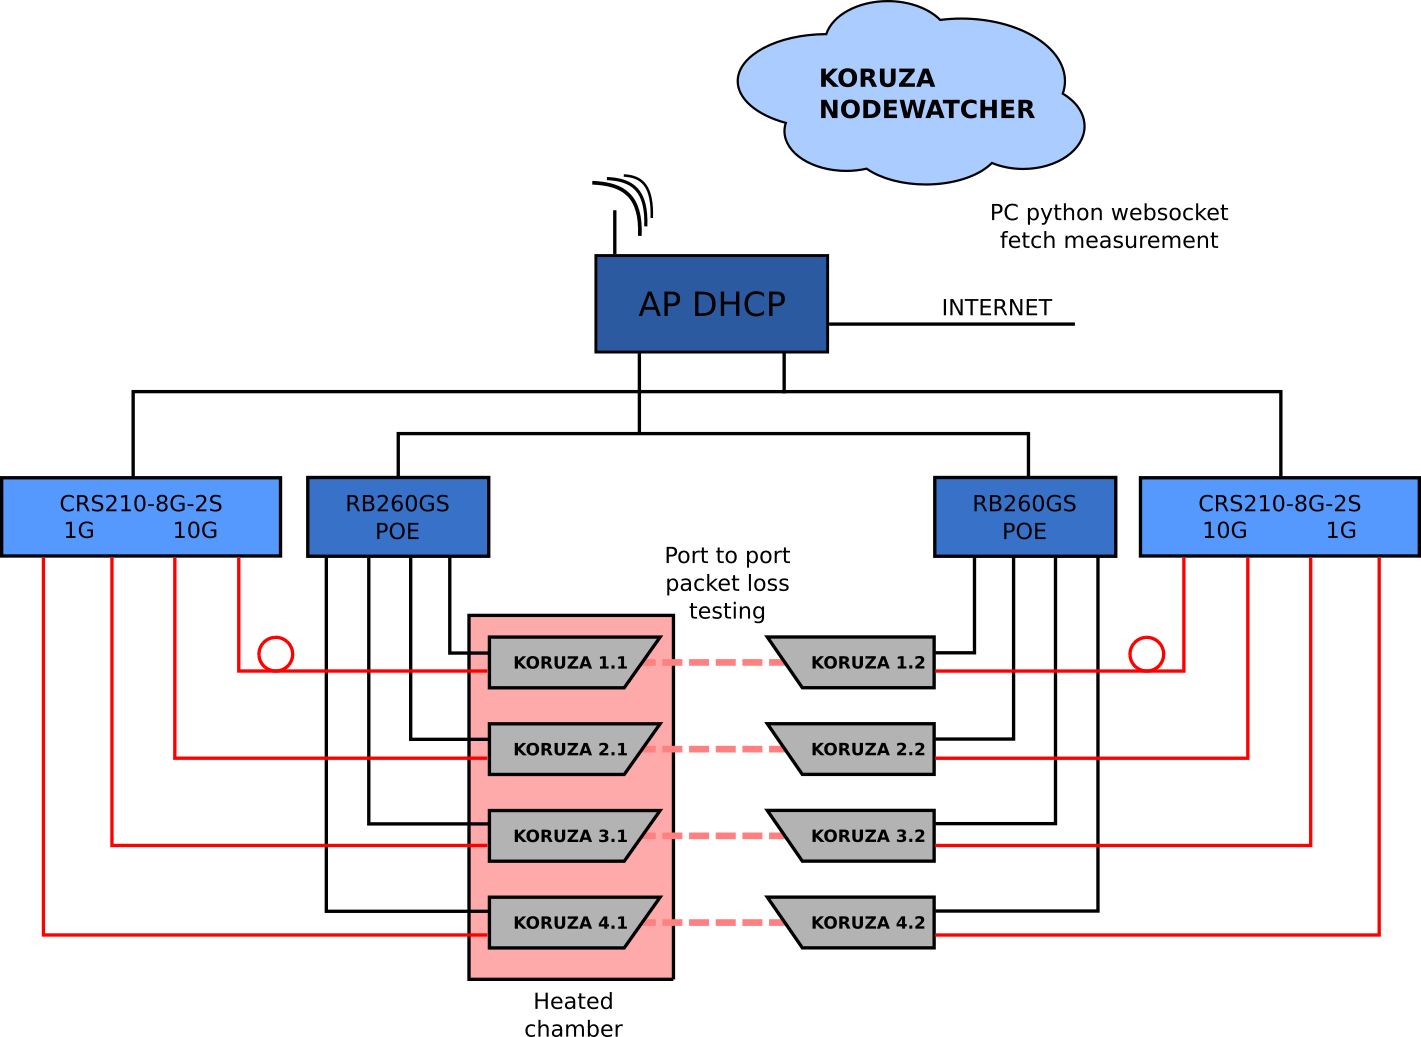 KORUZA
NODEWATCHER
PC python websocket
fetch measurement
AP DHCP
INTERNET
CRS210-8G-2S
1G 10G
RB260GS
POE
RB260GS
POE
CRS210-8G-2S
10G 1G
Port to port
packet loss
testing
KORUZA 1.1
KORUZA 1.2
KORUZA 2.1
KORUZA 2.2
KORUZA 3.1
KORUZA 3.2
KORUZA 4.1
KORUZA 4.2
Heated
chamber